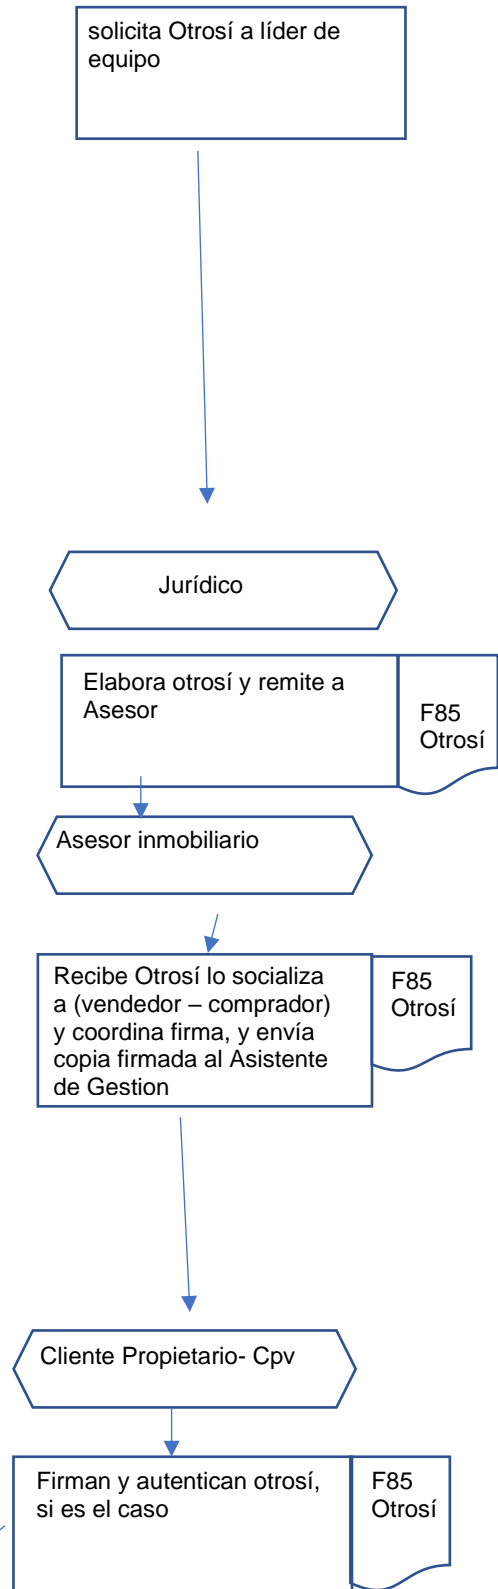 solicita Otrosí a líder de
equipo
Jurídico
Elabora otrosí y remite a
Asesor
F85
Otrosí
Asesor inmobiliario
Recibe Otrosí lo socializa
a (vendedor – comprador)
y coordina firma, y envía
copia firmada al Asistente
de Gestion
F85
Otrosí
Cliente Propietario- Cpv
Firman y autentican otrosí,
si es el caso
F85
Otrosí